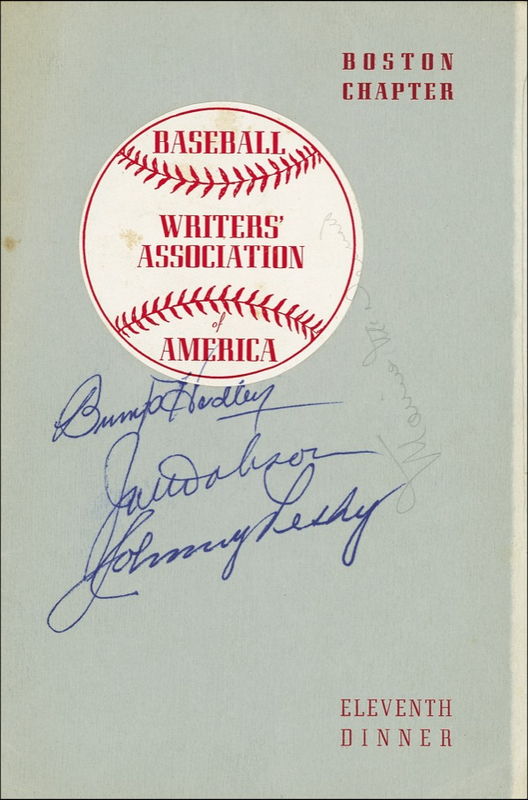 BOSTON
CHAPTER
BASEBALL
WRITERS'
ASSOCIATION
of
AMERICA
Bump Hadley
Joe Dobson
Johnny Pesky
ELEVENTH
DINNER